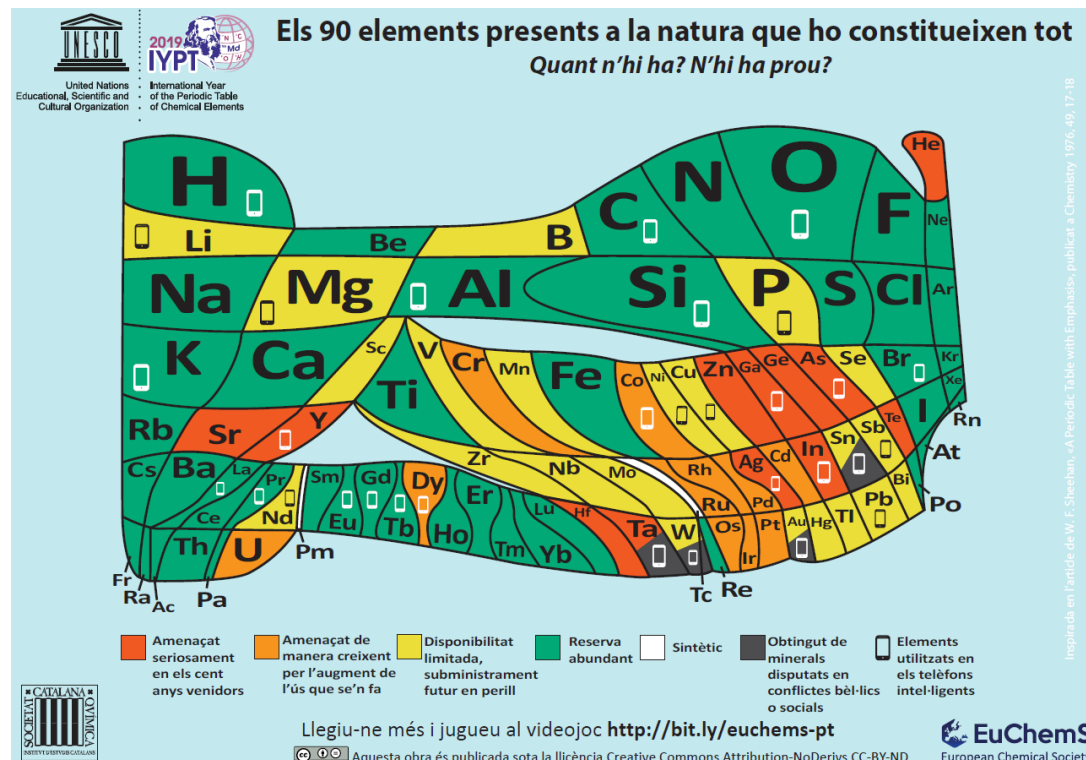 UNESCO
United Nations
Educational, Scientific and
Cultural Organization
2019
IYPT
International Year
of the Periodic Table
of Chemical Elements
Els 90 elements presents a la natura que ho constitueixen tot
Quant n'hi ha? N'hi ha prou?
H
He
Li
Be
B
C
N
O
F
Ne
Na
Mg
Al
Si
P
S
Cl
Ar
K
Ca
Sc
Ti
V
Cr
Mn
Fe
Co
Ni
Cu
Zn
Ga
Ge
As
Se
Br
Kr
Rb
Sr
Y
Zr
Nb
Mo
Tc
Ru
Rh
Pd
Ag
Cd
In
Sn
Sb
Te
I
Xe
Cs
Ba
La
Ce
Pr
Nd
Pm
Sm
Eu
Gd
Tb
Dy
Ho
Er
Tm
Yb
Lu
Hf
Ta
W
Re
Os
Ir
Pt
Au
Hg
Tl
Pb
Bi
Po
At
Rn
Fr
Ra
Ac
Th
Pa
U
Inspirada en l'article de W. F. Sheehan, «A Periodic Table with Emphasis», publicat a Chemistry 1976, 49, 17-18
Amenaçat
seriosament
en els cent
anys venidors
Amenaçat de
manera creixent
per l'augment de
l'ús que se'n fa
Disponibilitat
limitada,
subministrament
futur en perill
Reserva
abundant
Sintètic
Obtingut de
minerals
disputats en
conflictes bèl·lics
o socials
Elements
utilitzats en
els telèfons
intel·ligents
SOCIETAT CATALANA QUÍMICA
INSTITUT D'ESTUDIS CATALANS
Llegiu-ne més i jugueu al videojoc http://bit.ly/euchems-pt
Aquesta obra és publicada sota la llicència Creative Commons Attribution-NoDerivs CC-BY-ND
EuChemS
European Chemical Society